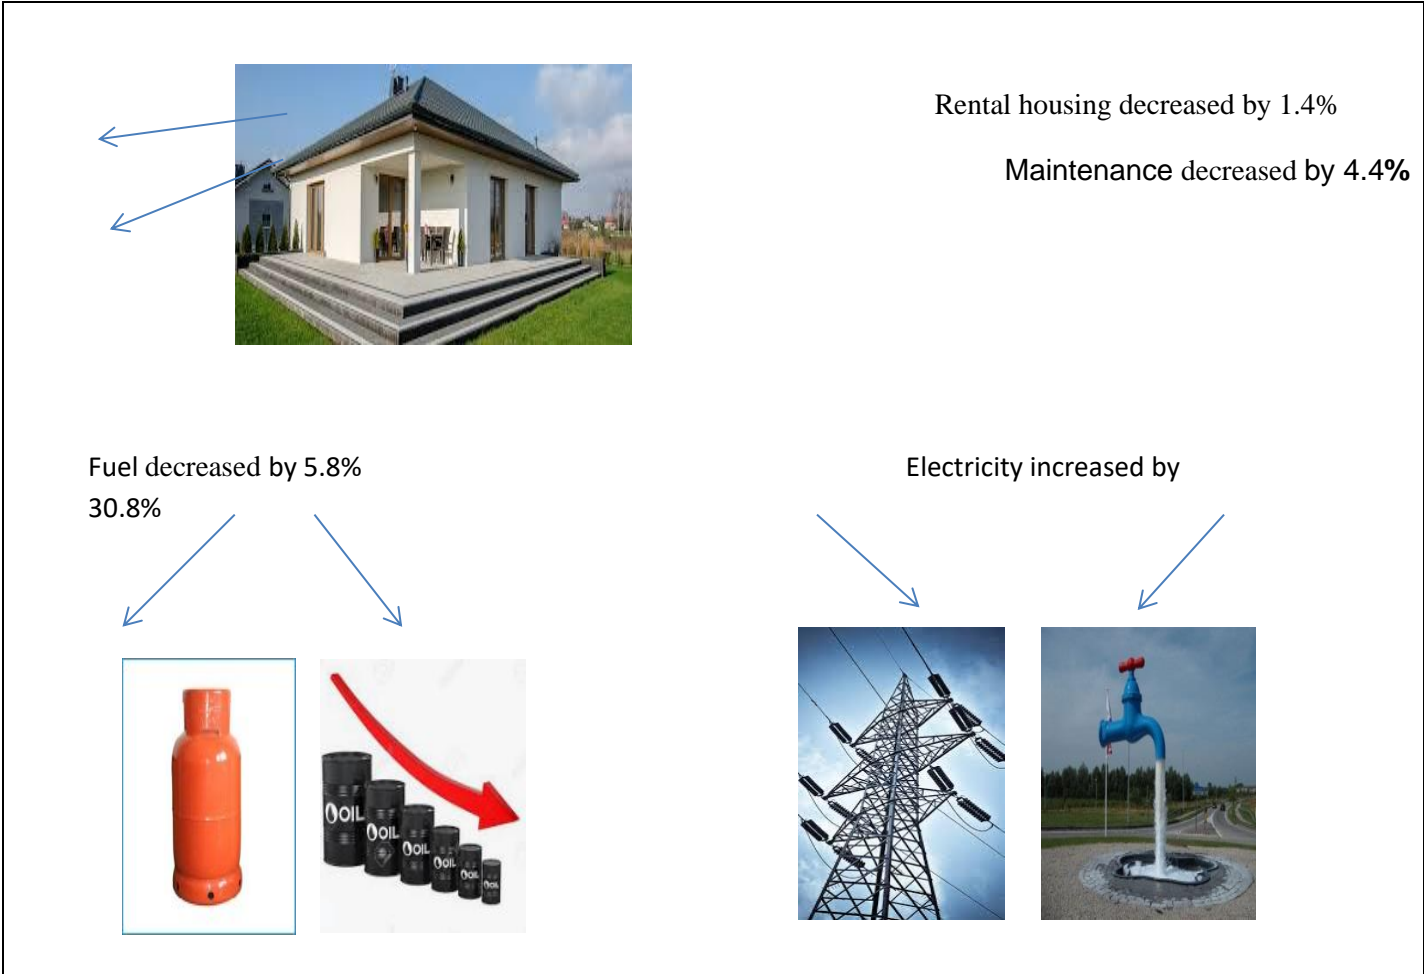 Rental housing decreased by 1.4%
Maintenance decreased by 4.4%
Fuel decreased by 5.8% Electricity increased by
30.8%
OIL
OIL
OIL
OIL
OIL
OIL